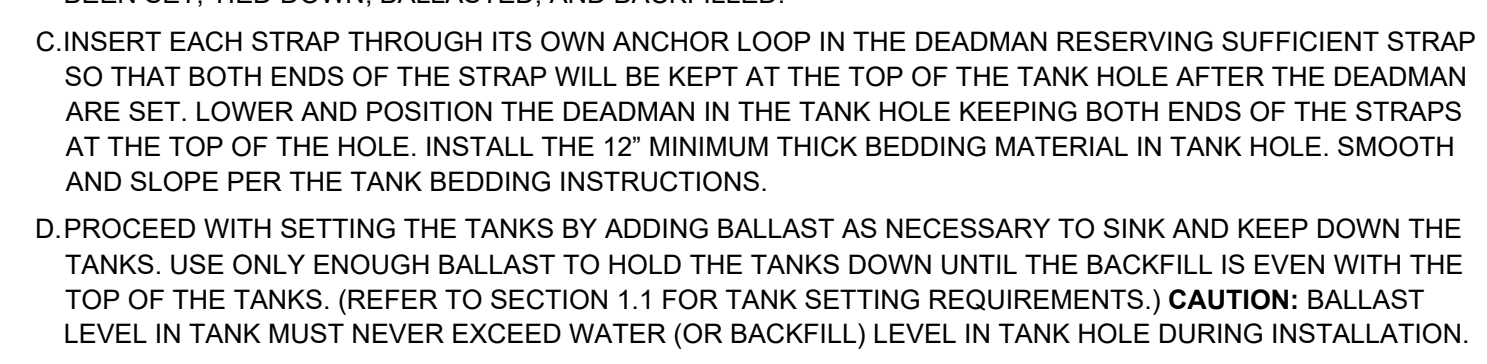 BEEN SET, TIED DOWN, BALLASTED, AND BACKFILLED.
C.INSERT EACH STRAP THROUGH ITS OWN ANCHOR LOOP IN THE DEADMAN RESERVING SUFFICIENT STRAP
SO THAT BOTH ENDS OF THE STRAP WILL BE KEPT AT THE TOP OF THE TANK HOLE AFTER THE DEADMAN
ARE SET. LOWER AND POSITION THE DEADMAN IN THE TANK HOLE KEEPING BOTH ENDS OF THE STRAPS
AT THE TOP OF THE HOLE. INSTALL THE 12” MINIMUM THICK BEDDING MATERIAL IN TANK HOLE. SMOOTH
AND SLOPE PER THE TANK BEDDING INSTRUCTIONS.
D.PROCEED WITH SETTING THE TANKS BY ADDING BALLAST AS NECESSARY TO SINK AND KEEP DOWN THE
TANKS. USE ONLY ENOUGH BALLAST TO HOLD THE TANKS DOWN UNTIL THE BACKFILL IS EVEN WITH THE
TOP OF THE TANKS. (REFER TO SECTION 1.1 FOR TANK SETTING REQUIREMENTS.) CAUTION: BALLAST
LEVEL IN TANK MUST NEVER EXCEED WATER (OR BACKFILL) LEVEL IN TANK HOLE DURING INSTALLATION.